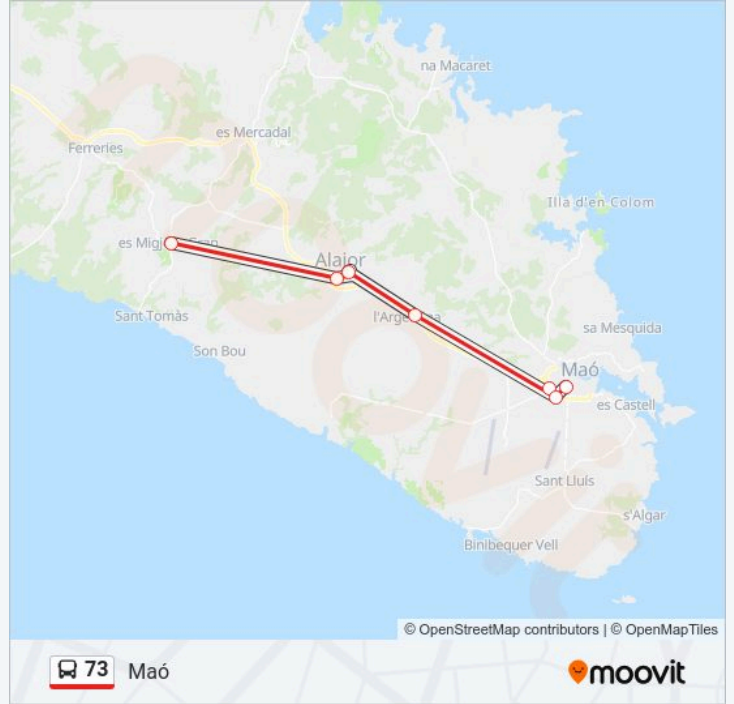 na Macaret
es Mercadal
Ferreries
Illa d'en Colom
es Migjorn Gran
Alaior
Sant Tomàs
l'Argentina
sa Mesquida
Son Bou
Maó
es Castell
Sant Lluís
s'Algar
Binibequer Vell
© OpenStreetMap contributors | © OpenMapTiles
73 Maó
moovit